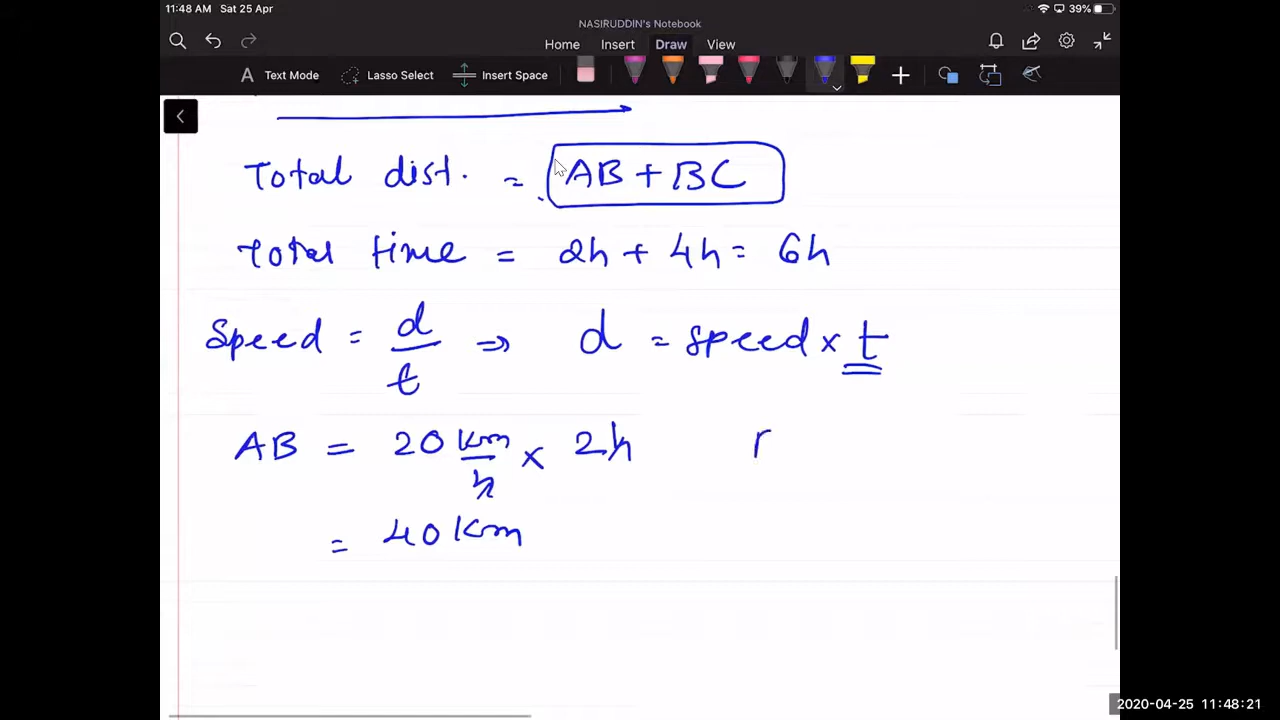 11:48 AM Sat 25 Apr
39%
NASIRUDDIN's Notebook
Home Insert Draw View
Text Mode Lasso Select Insert Space
Total dist. = AB + BC
Total time = 2h + 4h = 6h
Speed = d/t ⇒ d = speed × t
AB = 20 km/h × 2h
= 40 Km
2020-04-25 11:48:21